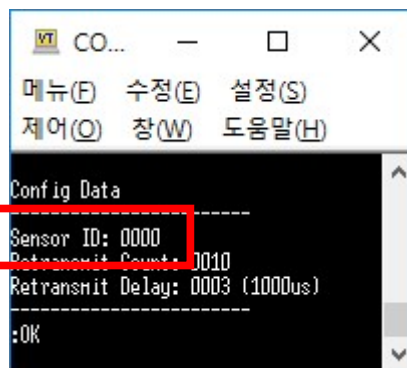 VT CO...
메뉴(F) 수정(E) 설정(S)
제어(O) 창(W) 도움말(H)
Config Data
-------------------------
Sensor ID: 0000
Retransmit Count: 0010
Retransmit Delay: 0003 (1000us)
-------------------------
:OK